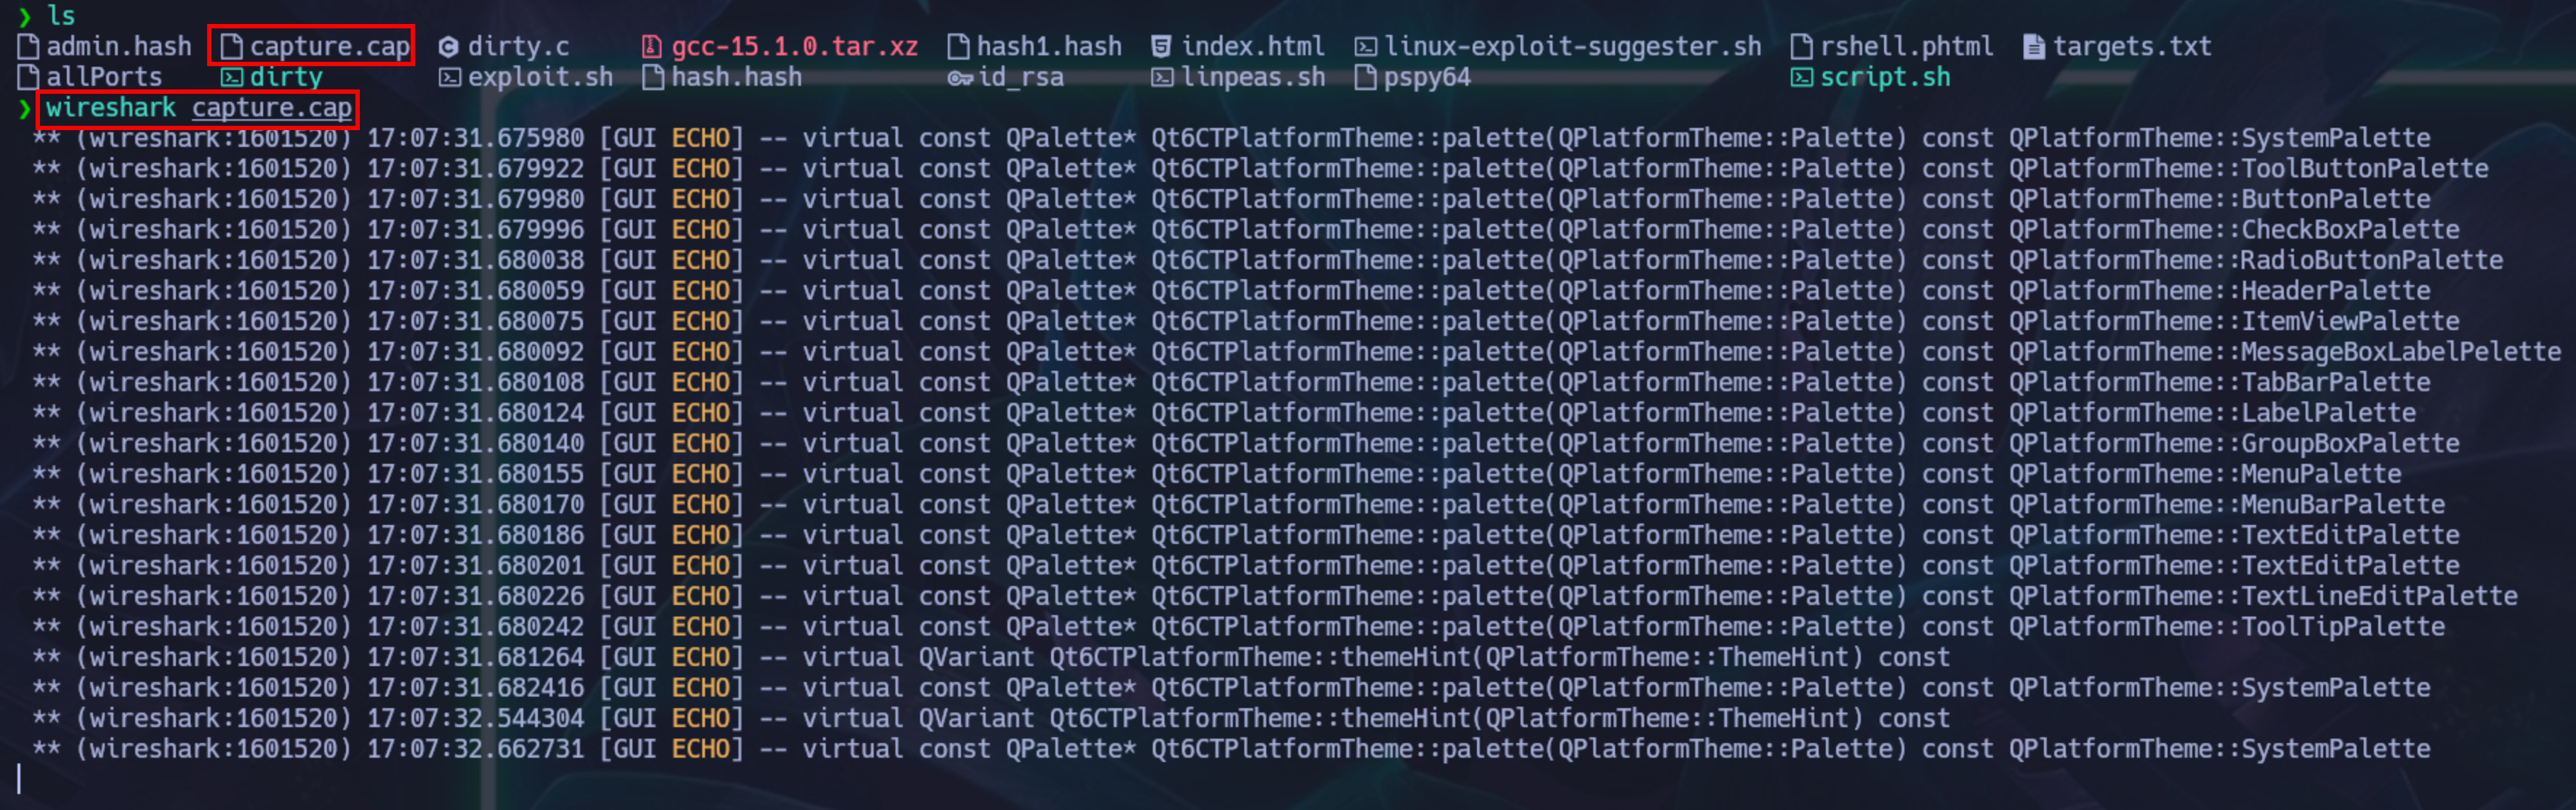 ❯ ls
admin.hash capture.cap dirty.c gcc-15.1.0.tar.xz hash1.hash index.html linux-exploit-suggester.sh rshell.phtml targets.txt
allPorts dirty exploit.sh hash.hash id_rsa linpeas.sh pspy64 script.sh
❯ wireshark capture.cap
** (wireshark:1601520) 17:07:31.675980 [GUI ECHO] -- virtual const QPalette* Qt6CTPlatformTheme::palette(QPlatformTheme::Palette) const QPlatformTheme::SystemPalette
** (wireshark:1601520) 17:07:31.679922 [GUI ECHO] -- virtual const QPalette* Qt6CTPlatformTheme::palette(QPlatformTheme::Palette) const QPlatformTheme::ToolButtonPalette
** (wireshark:1601520) 17:07:31.679980 [GUI ECHO] -- virtual const QPalette* Qt6CTPlatformTheme::palette(QPlatformTheme::Palette) const QPlatformTheme::ButtonPalette
** (wireshark:1601520) 17:07:31.679996 [GUI ECHO] -- virtual const QPalette* Qt6CTPlatformTheme::palette(QPlatformTheme::Palette) const QPlatformTheme::CheckBoxPalette
** (wireshark:1601520) 17:07:31.680038 [GUI ECHO] -- virtual const QPalette* Qt6CTPlatformTheme::palette(QPlatformTheme::Palette) const QPlatformTheme::RadioButtonPalette
** (wireshark:1601520) 17:07:31.680059 [GUI ECHO] -- virtual const QPalette* Qt6CTPlatformTheme::palette(QPlatformTheme::Palette) const QPlatformTheme::HeaderPalette
** (wireshark:1601520) 17:07:31.680075 [GUI ECHO] -- virtual const QPalette* Qt6CTPlatformTheme::palette(QPlatformTheme::Palette) const QPlatformTheme::ItemViewPalette
** (wireshark:1601520) 17:07:31.680092 [GUI ECHO] -- virtual const QPalette* Qt6CTPlatformTheme::palette(QPlatformTheme::Palette) const QPlatformTheme::MessageBoxLabelPelette
** (wireshark:1601520) 17:07:31.680108 [GUI ECHO] -- virtual const QPalette* Qt6CTPlatformTheme::palette(QPlatformTheme::Palette) const QPlatformTheme::TabBarPalette
** (wireshark:1601520) 17:07:31.680124 [GUI ECHO] -- virtual const QPalette* Qt6CTPlatformTheme::palette(QPlatformTheme::Palette) const QPlatformTheme::LabelPalette
** (wireshark:1601520) 17:07:31.680140 [GUI ECHO] -- virtual const QPalette* Qt6CTPlatformTheme::palette(QPlatformTheme::Palette) const QPlatformTheme::GroupBoxPalette
** (wireshark:1601520) 17:07:31.680155 [GUI ECHO] -- virtual const QPalette* Qt6CTPlatformTheme::palette(QPlatformTheme::Palette) const QPlatformTheme::MenuPalette
** (wireshark:1601520) 17:07:31.680170 [GUI ECHO] -- virtual const QPalette* Qt6CTPlatformTheme::palette(QPlatformTheme::Palette) const QPlatformTheme::MenuBarPalette
** (wireshark:1601520) 17:07:31.680186 [GUI ECHO] -- virtual const QPalette* Qt6CTPlatformTheme::palette(QPlatformTheme::Palette) const QPlatformTheme::TextEditPalette
** (wireshark:1601520) 17:07:31.680201 [GUI ECHO] -- virtual const QPalette* Qt6CTPlatformTheme::palette(QPlatformTheme::Palette) const QPlatformTheme::TextEditPalette
** (wireshark:1601520) 17:07:31.680226 [GUI ECHO] -- virtual const QPalette* Qt6CTPlatformTheme::palette(QPlatformTheme::Palette) const QPlatformTheme::TextLineEditPalette
** (wireshark:1601520) 17:07:31.680242 [GUI ECHO] -- virtual const QPalette* Qt6CTPlatformTheme::palette(QPlatformTheme::Palette) const QPlatformTheme::ToolTipPalette
** (wireshark:1601520) 17:07:31.681264 [GUI ECHO] -- virtual QVariant Qt6CTPlatformTheme::themeHint(QPlatformTheme::ThemeHint) const
** (wireshark:1601520) 17:07:31.682416 [GUI ECHO] -- virtual const QPalette* Qt6CTPlatformTheme::palette(QPlatformTheme::Palette) const QPlatformTheme::SystemPalette
** (wireshark:1601520) 17:07:32.544304 [GUI ECHO] -- virtual QVariant Qt6CTPlatformTheme::themeHint(QPlatformTheme::ThemeHint) const
** (wireshark:1601520) 17:07:32.662731 [GUI ECHO] -- virtual const QPalette* Qt6CTPlatformTheme::palette(QPlatformTheme::Palette) const QPlatformTheme::SystemPalette